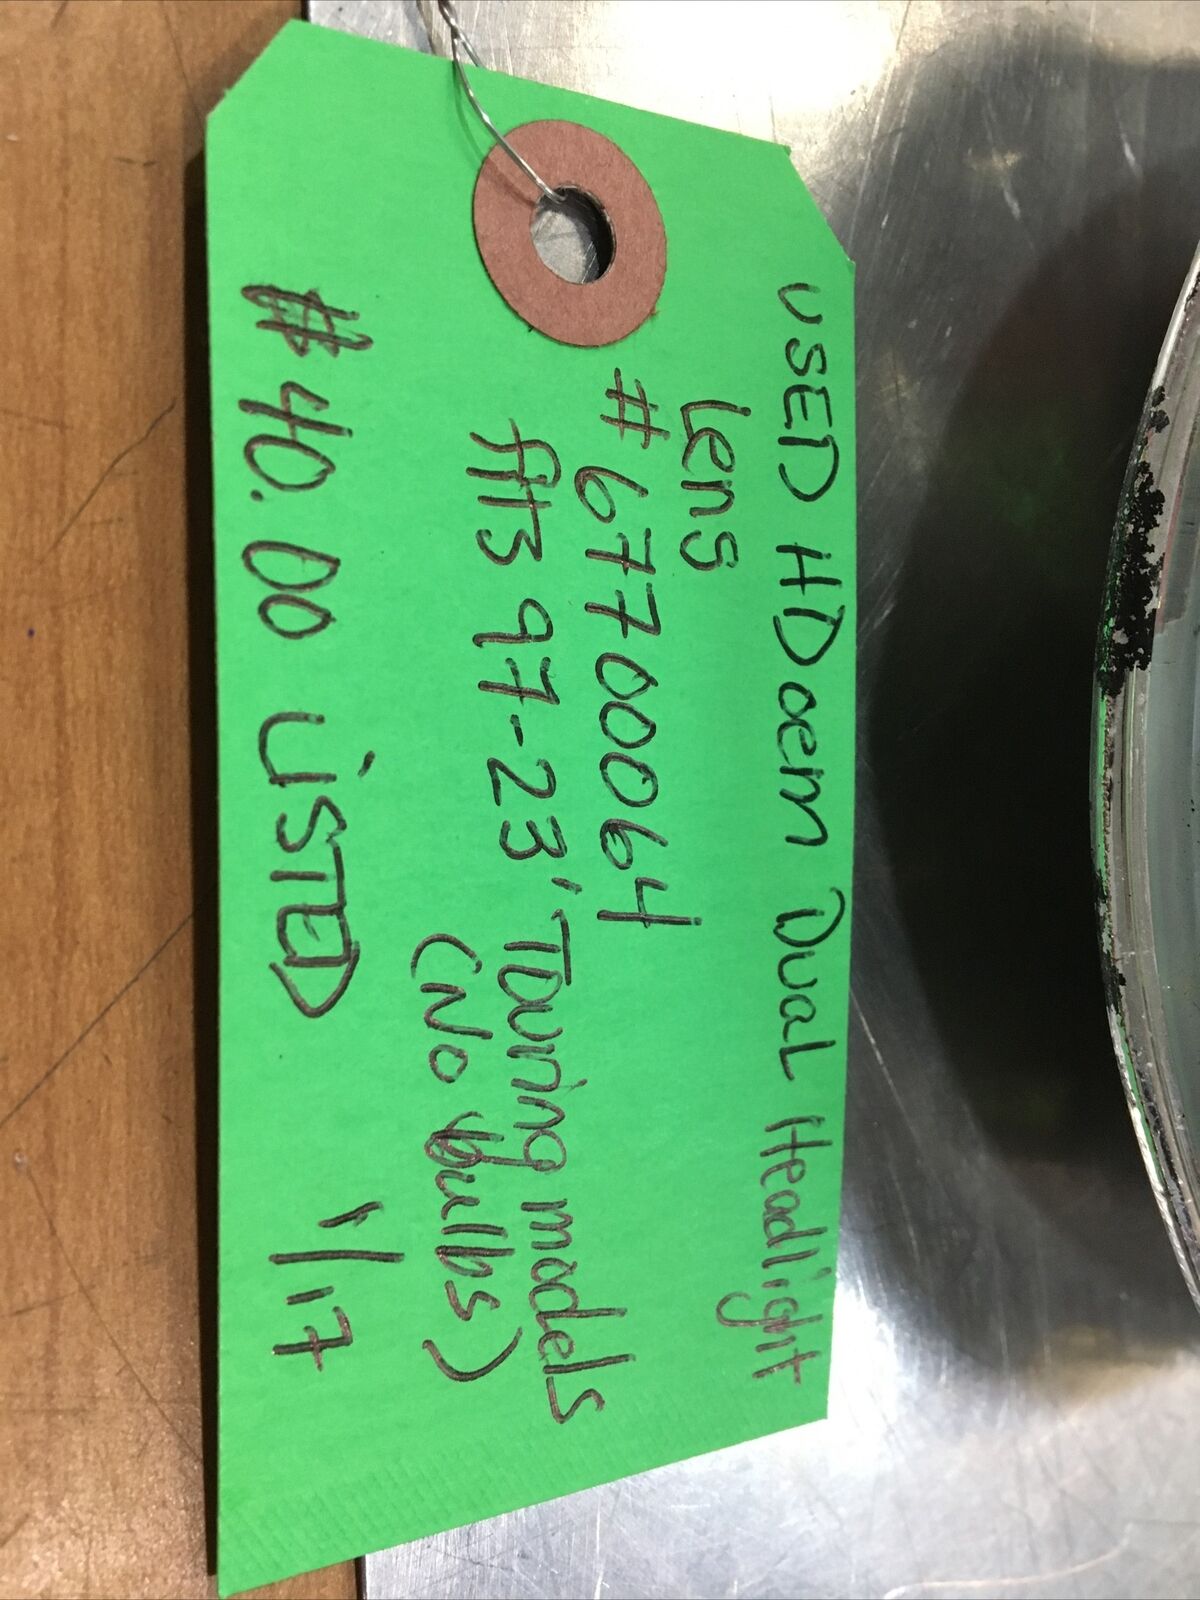 USED HD oem Dual Headlight
Lens
# 67700064
fits 97-23' Touring models
(No bulbs)
#40.00 LISTED 1/17